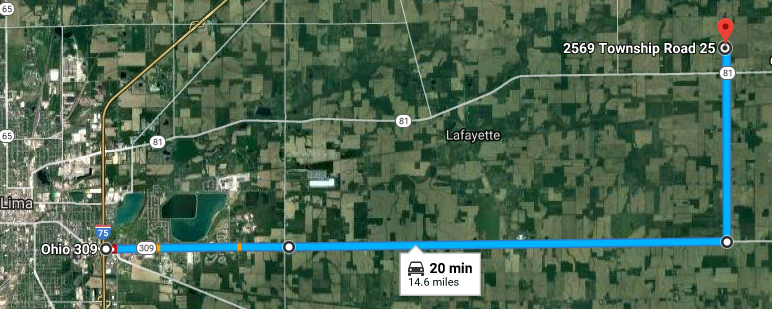 65
2569 Township Road 25
81
81
81
65
Lafayette
Lima
75
Ohio 309
309
20 min
14.6 miles